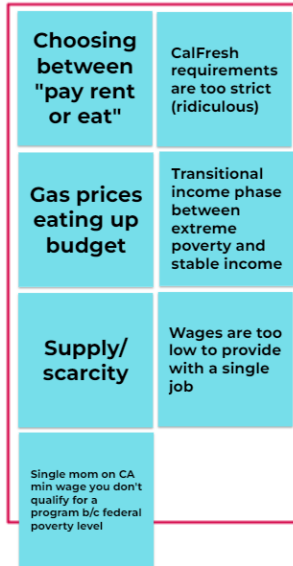 Choosing
between
"pay rent
or eat"
CalFresh
requirements
are too strict
(ridiculous)
Gas prices
eating up
budget
Transitional
income phase
between
extreme
poverty and
stable income
Supply/
scarcity
Wages are too
low to provide
with a single
job
Single mom on CA
min wage you don't
qualify for a
program b/c federal
poverty level